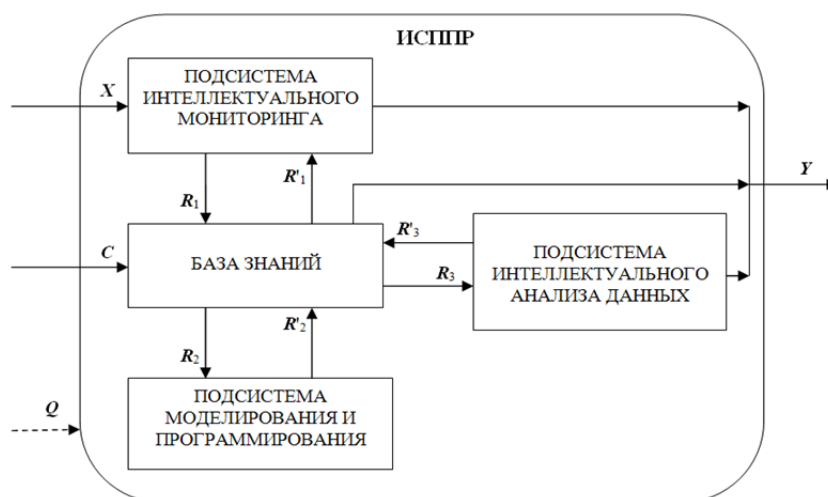 ИСППР
ПОДСИСТЕМА
ИНТЕЛЛЕКТУАЛЬНОГО
МОНИТОРИНГА
X
Y
R₁
R'₁
C
БАЗА ЗНАНИЙ
R'₃
R₃
ПОДСИСТЕМА
ИНТЕЛЛЕКТУАЛЬНОГО
АНАЛИЗА ДАННЫХ
R₂
R'₂
Q
ПОДСИСТЕМА
МОДЕЛИРОВАНИЯ И
ПРОГРАММИРОВАНИЯ